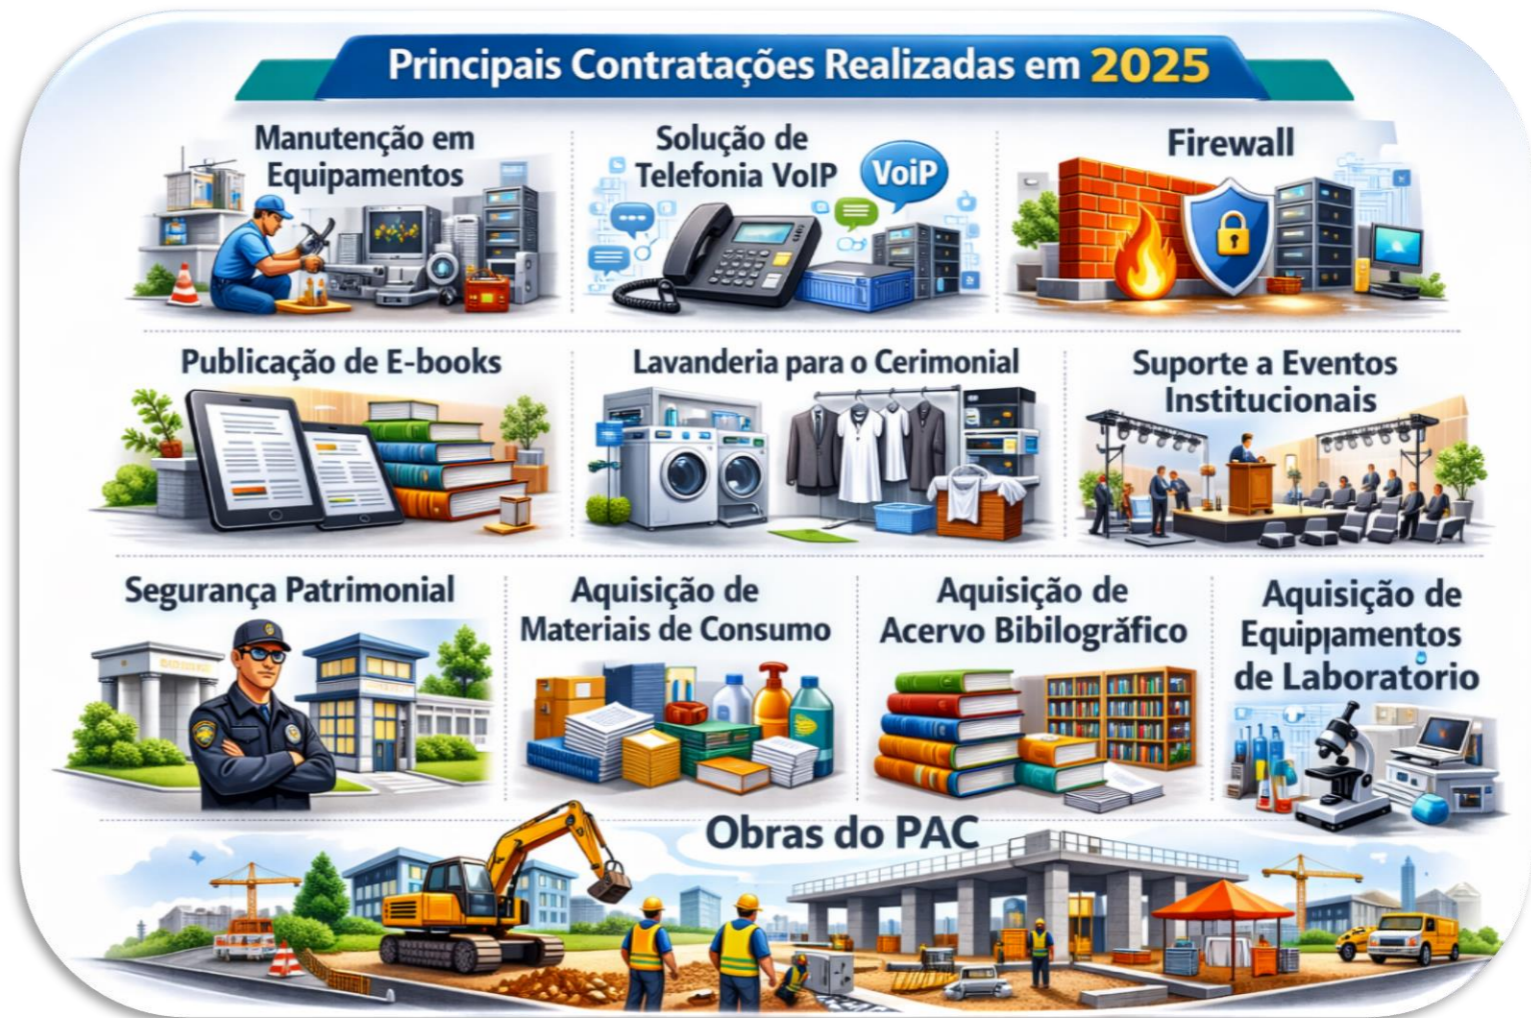 Principais Contratações Realizadas em 2025
Manutenção em
Equipamentos
Solução de
Telefonia VoIP
VoiP
Firewall
Publicação de E-books
Lavanderia para o Cerimonial
Suporte a Eventos
Institucionais
Segurança Patrimonial
Aquisição de
Materiais de Consumo
Aquisição de
Acervo Bibilográfico
Aquisição de
Equipamentos
de Laboratório
Obras do PAC